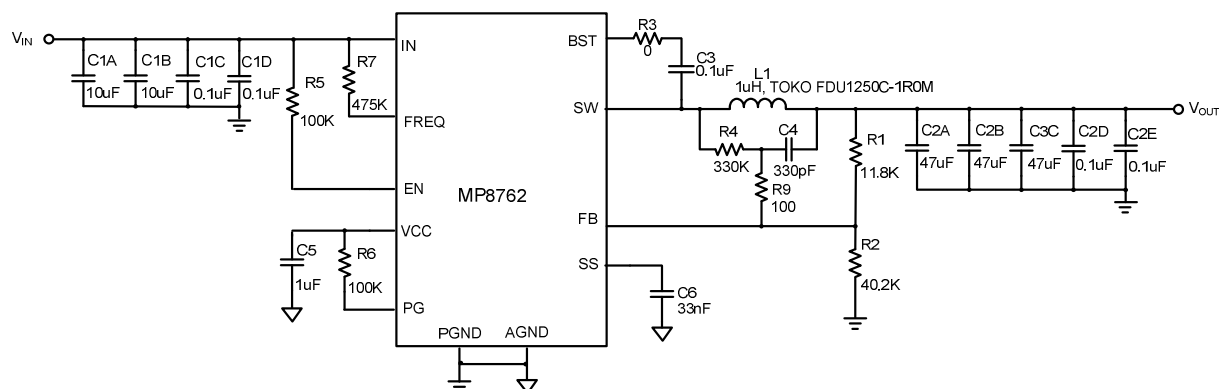 VIN
C1A
10uF
C1B
10uF
C1C
0.1uF
C1D
0.1uF
R5
100K
R7
475K
IN
FREQ
EN
VCC
PG
PGND
AGND
MP8762
BST
SW
FB
SS
C5
1uF
R6
100K
R3
0
C3
0.1uF
L1
1uH, TOKO FDU1250C-1R0M
R4
330K
C4
330pF
R9
100
R1
11.8K
R2
40.2K
C6
33nF
C2A
47uF
C2B
47uF
C3C
47uF
C2D
0.1uF
C2E
0.1uF
VOUT